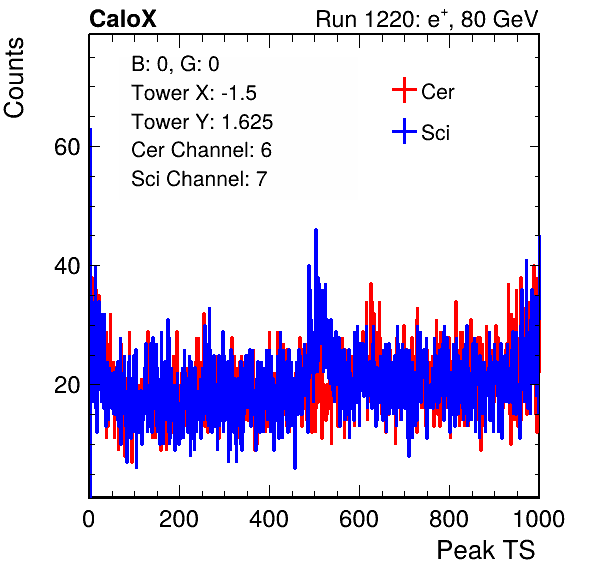 CaloX Run 1220: e⁺, 80 GeV
Counts
B: 0, G: 0
Tower X: -1.5
Tower Y: 1.625
Cer Channel: 6
Sci Channel: 7
Cer
Sci
60
40
20
0 200 400 600 800 1000
Peak TS